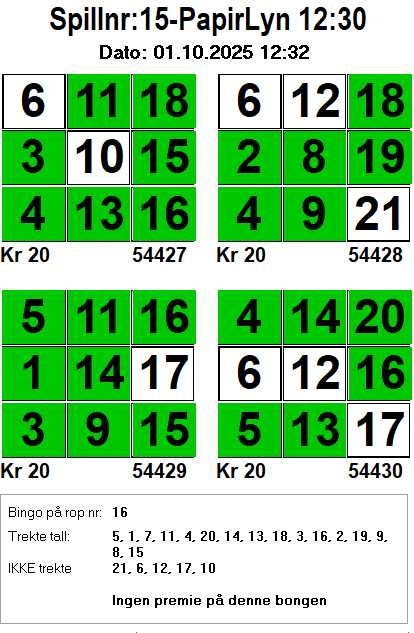 Spillnr:15-PapirLyn 12:30
Dato: 01.10.2025 12:32
6 11 18
3 10 15
4 13 16
Kr 20 54427
6 12 18
2 8 19
4 9 21
Kr 20 54428
5 11 16
1 14 17
3 9 15
Kr 20 54429
4 14 20
6 12 16
5 13 17
Kr 20 54430
Bingo på rop nr: 16
Trekte tall: 5, 1, 7, 11, 4, 20, 14, 13, 18, 3, 16, 2, 19, 9,
8, 15
IKKE trekte 21, 6, 12, 17, 10
Ingen premie på denne bongen